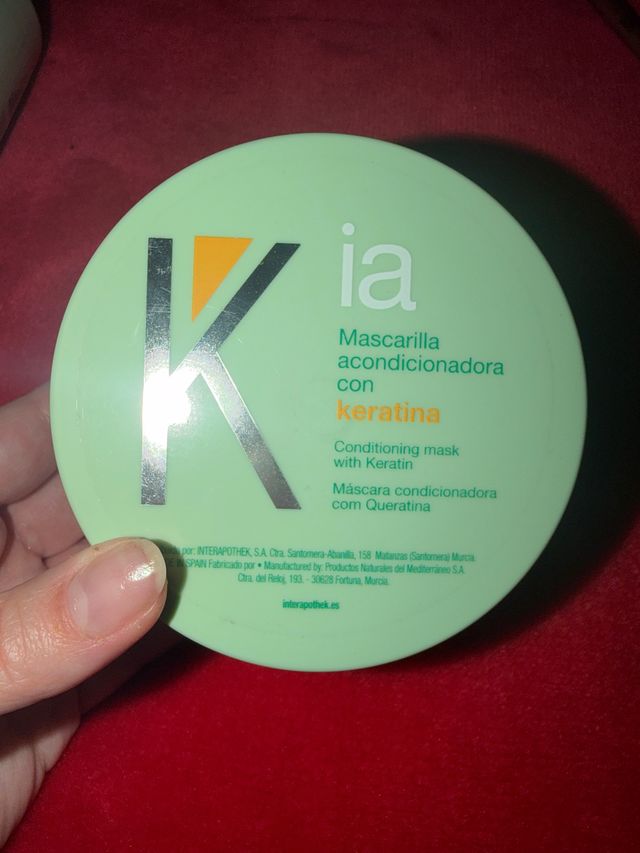 K
ia
Mascarilla
acondicionadora
con
keratina
Conditioning mask
with Keratin
Máscara condicionadora
com Queratina
por: INTERAPOTHEK, S.A. Ctra. Santomera-Abanilla, 158 Matanzas (Santomera) Murcia.
IN SPAIN Fabricado por • Manufactured by: Productos Naturales del Mediterráneo S.A.
Ctra. del Reloj, 193. - 30628 Fortuna, Murcia.
interapothek.es